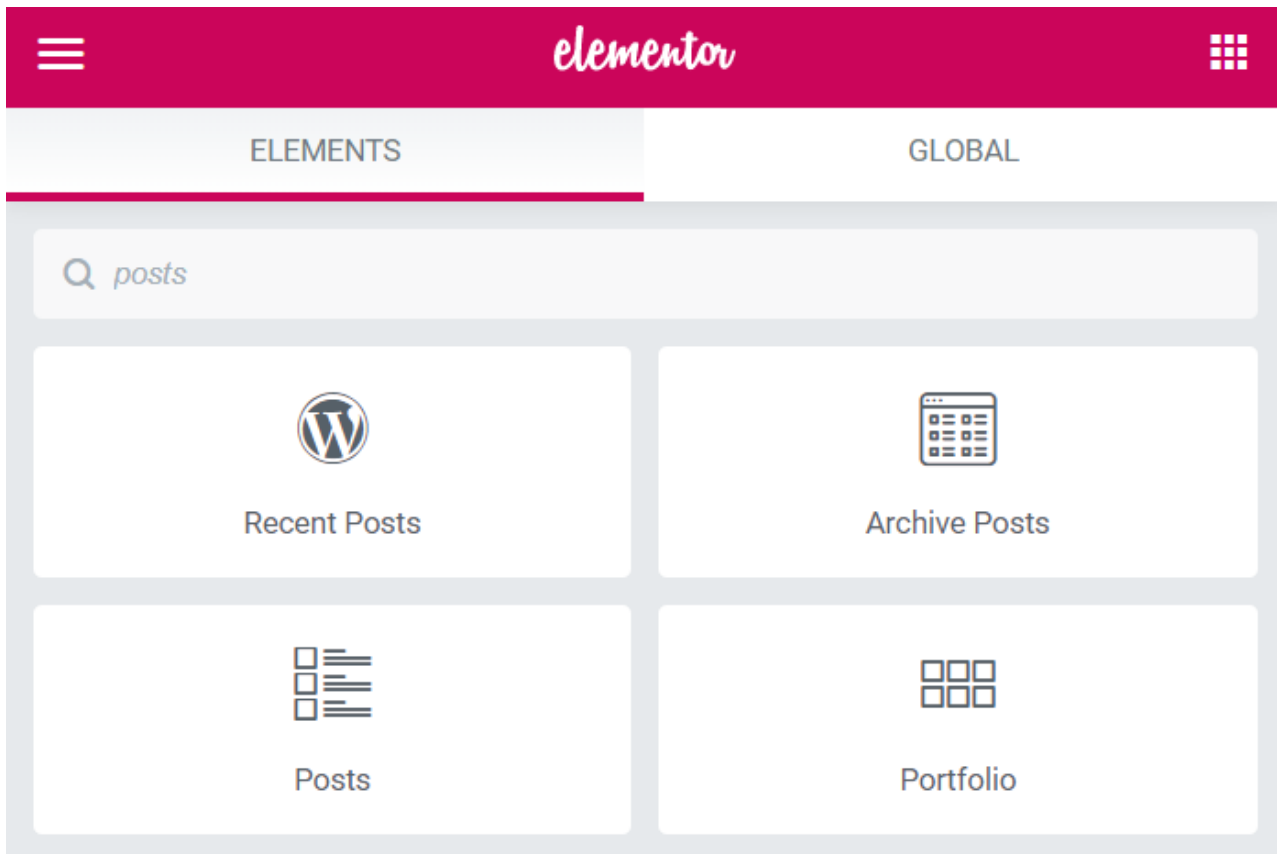 elementor
ELEMENTS
GLOBAL
posts
Recent Posts
Archive Posts
Posts
Portfolio